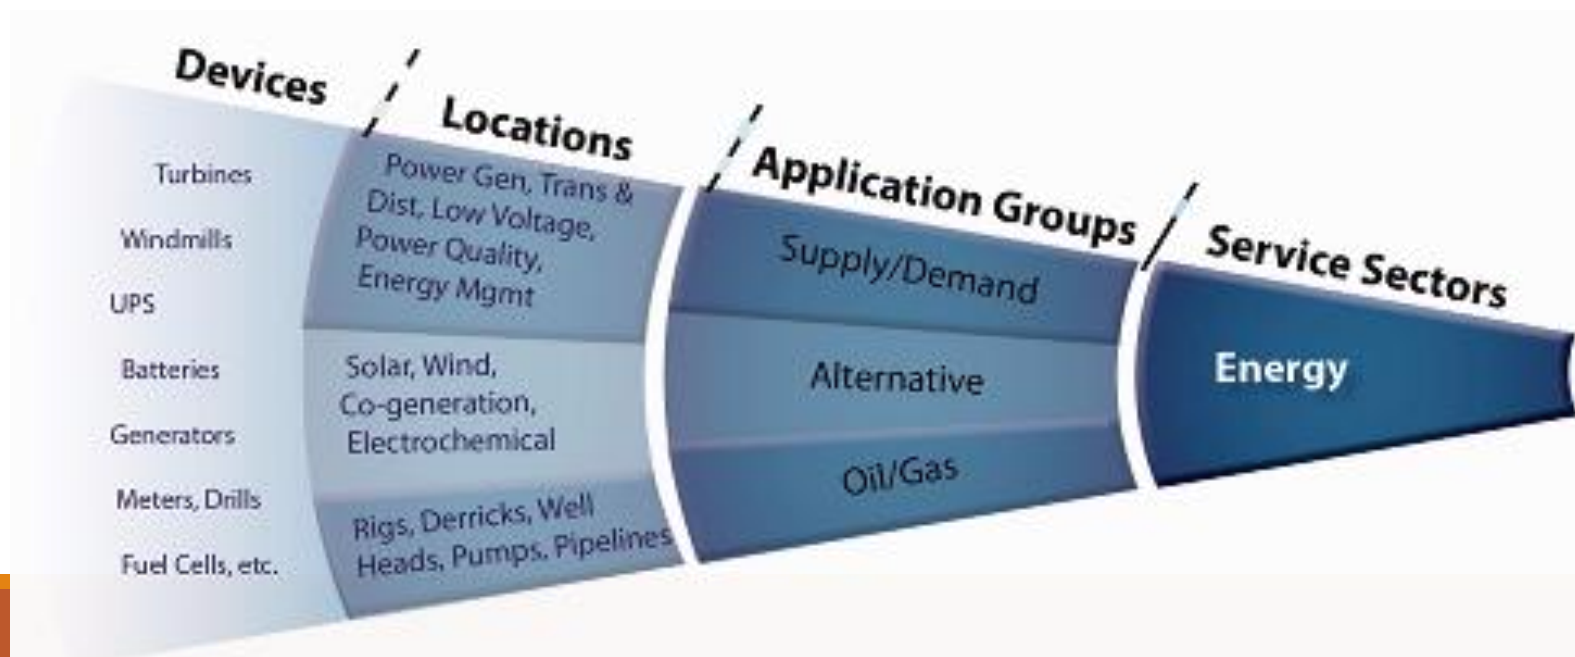 Devices
Locations
Application Groups
Service Sectors
Turbines
Windmills
UPS
Batteries
Generators
Meters, Drills
Fuel Cells, etc.
Power Gen, Trans &
Dist, Low Voltage,
Power Quality,
Energy Mgmt
Solar, Wind,
Co-generation,
Electrochemical
Rigs, Derricks, Well
Heads, Pumps, Pipelines
Supply/Demand
Alternative
Oil/Gas
Energy